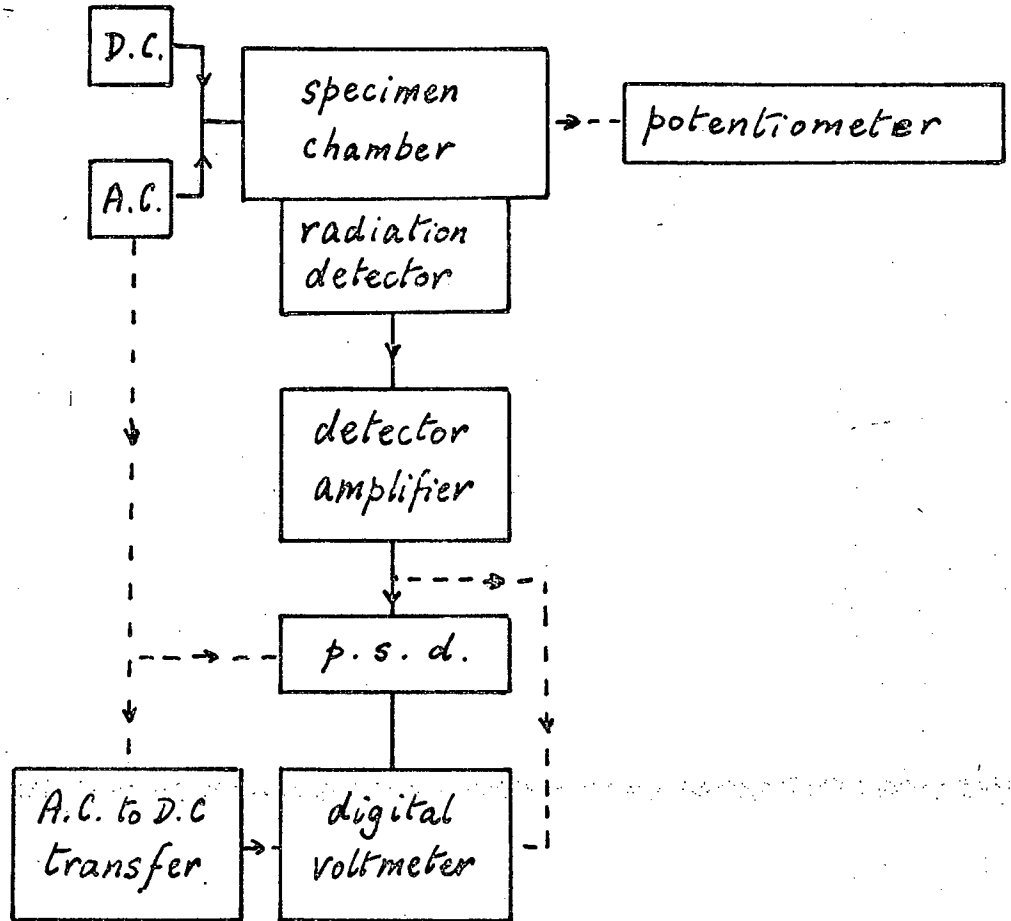 D.C.
specimen
chamber
potentiometer
A.C.
radiation
detector
detector
amplifier
p.s.d.
A.C. to D.C
transfer
digital
voltmeter